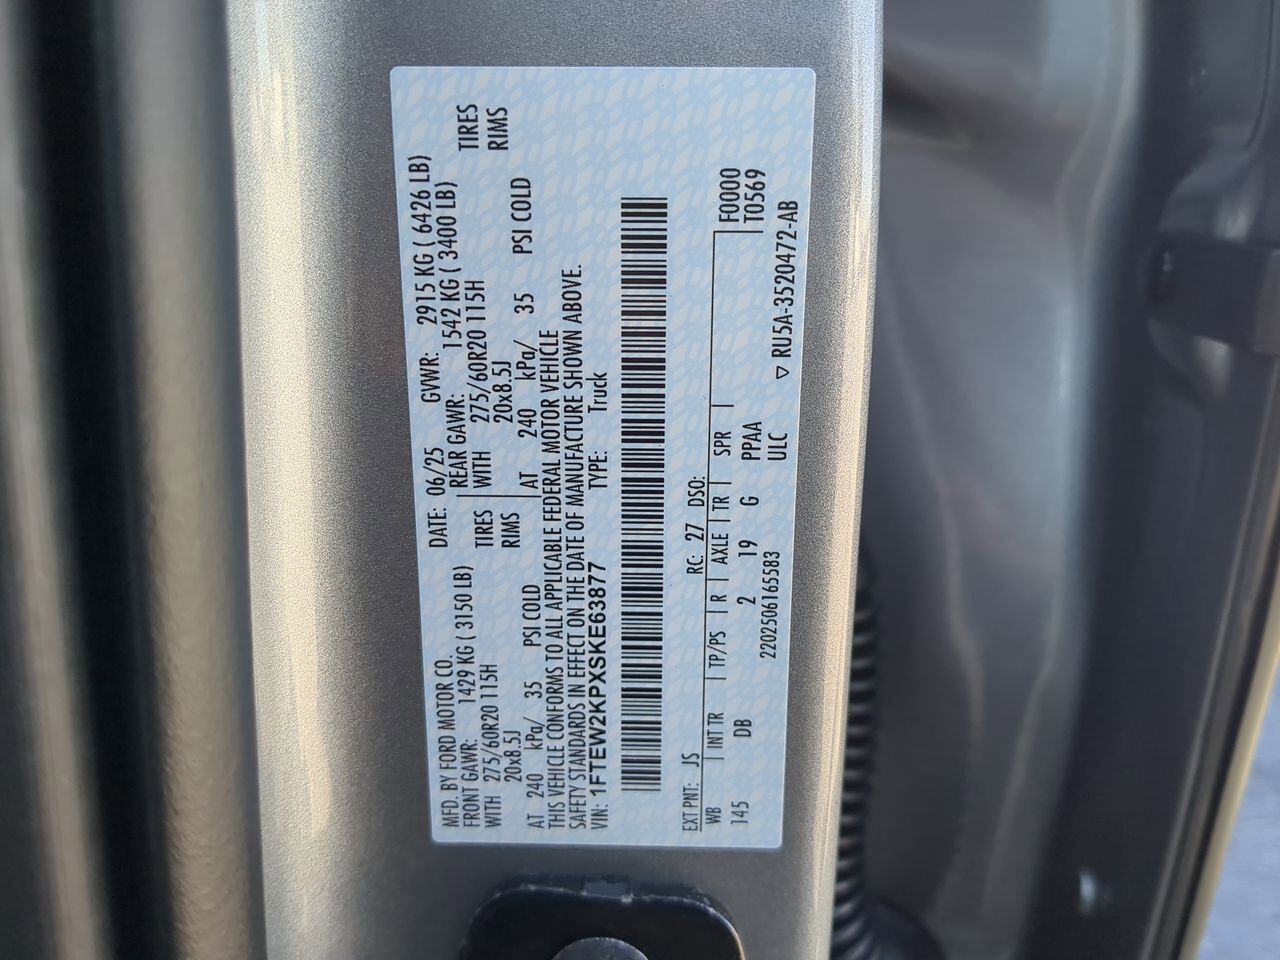 MFD. BY FORD MOTOR CO. DATE: 06/25 GVWR: 2915 KG ( 6426 LB)
FRONT GAWR: 1429 KG ( 3150 LB) REAR GAWR: 1542 KG ( 3400 LB)
WITH 275/60R20 115H TIRES WITH 275/60R20 115H TIRES
20x8.5J RIMS 20x8.5J RIMS
AT 240 kPa/ 35 PSI COLD AT 240 kPa/ 35 PSI COLD
THIS VEHICLE CONFORMS TO ALL APPLICABLE FEDERAL MOTOR VEHICLE
SAFETY STANDARDS IN EFFECT ON THE DATE OF MANUFACTURE SHOWN ABOVE.
VIN: 1FTEW2KPXSKE63877 TYPE: Truck
EXT PNT: JS RC: 27 DSO:
WB INT TR TP/PS R AXLE TR SPR F0000
145 DB 2 19 G PPAA T0569
2202506165583 ULC ▽ RU5A-3520472-AB